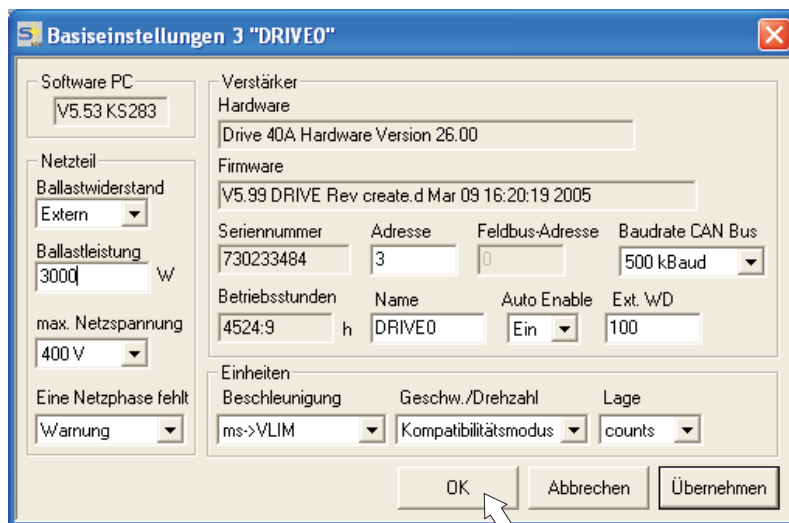 Basiseinstellungen 3 "DRIVE0"
Software PC
V5.53 KS283
Netzteil
Ballastwiderstand
Extern
Ballastleistung
3000 W
max. Netzspannung
400 V
Eine Netzphase fehlt
Warnung
Verstärker
Hardware
Drive 40A Hardware Version 26.00
Firmware
V5.99 DRIVE Rev create.d Mar 09 16:20:19 2005
Seriennummer Adresse Feldbus-Adresse Baudrate CAN Bus
730233484 3 0 500 kBaud
Betriebsstunden Name Auto Enable Ext. WD
4524:9 h DRIVE0 Ein 100
Einheiten
Beschleunigung Geschw./Drehzahl Lage
ms->VLIM Kompatibilitätsmodus counts
OK Abbrechen Übernehmen